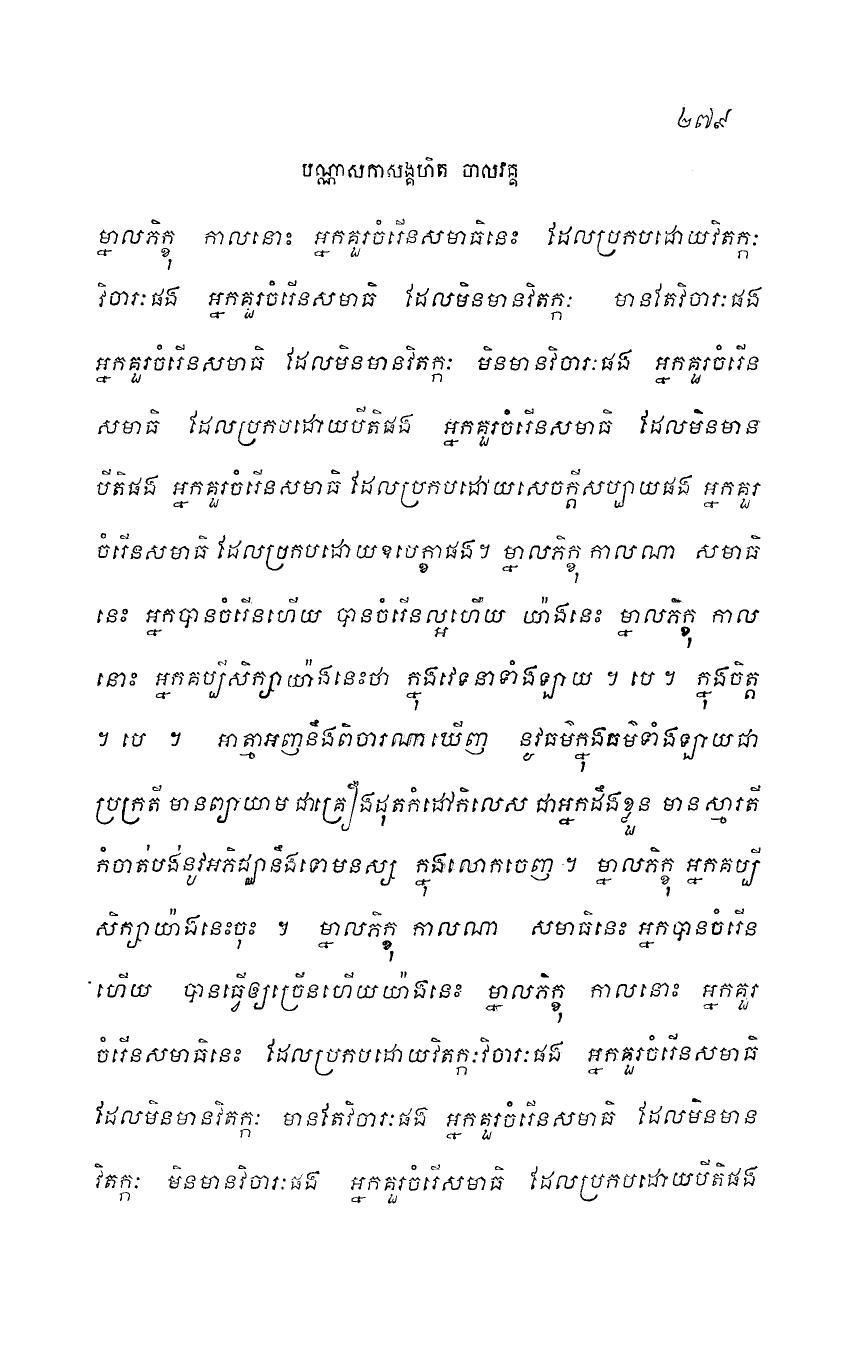 ២៧៩
បណ្ណាសកាសង្គហិត ពាលវគ្គ
ម្នាលភិក្ខុ កាលនោះ អ្នកគួរចំរើនសមាធិនេះ ដែលប្រកបដោយវិតក្កៈ
វិចារៈផង អ្នកគួរចំរើនសមាធិ ដែលមិនមានវិតក្កៈ មានតែវិចារៈផង
អ្នកគួរចំរើនសមាធិ ដែលមិនមានវិតក្កៈ មិនមានវិចារៈផង អ្នកគួរចំរើន
សមាធិ ដែលប្រកបដោយបីតិផង អ្នកគួរចំរើនសមាធិ ដែលមិនមាន
បីតិផង អ្នកគួរចំរើនសមាធិ ដែលប្រកបដោយសេចក្តីសប្បាយផង អ្នកគួរ
ចំរើនសមាធិ ដែលប្រកបដោយឧបេក្ខាផង។ ម្នាលភិក្ខុ កាលណា សមាធិ
នេះ អ្នកបានចំរើនហើយ បានចំរើនល្អហើយ យ៉ាងនេះ ម្នាលភិក្ខុ កាល
នោះ អ្នកគប្បីសិក្សាយ៉ាងនេះថា ក្នុងវេទនាទាំងឡាយ ។ បេ ។ ក្នុងចិត្ត
។ បេ ។ អាត្មាអញនឹងពិចារណាឃើញ នូវធម៌ក្នុងធម៌ទាំងឡាយជា
ប្រក្រតី មានព្យាយាម ជាគ្រឿងដុតកំដៅកិលេស ជាអ្នកដឹងខ្លួន មានស្មារតី
កំចាត់បង់នូវអភិជ្ឈានឹងទោមនស្ស ក្នុងលោកចេញ ។ ម្នាលភិក្ខុ អ្នកគប្បី
សិក្សាយ៉ាងនេះចុះ ។ ម្នាលភិក្ខុ កាលណា សមាធិនេះ អ្នកបានចំរើន
ហើយ បានធ្វើឲ្យច្រើនហើយយ៉ាងនេះ ម្នាលភិក្ខុ កាលនោះ អ្នកគួរ
ចំរើនសមាធិនេះ ដែលប្រកបដោយវិតក្កៈវិចារៈផង អ្នកគួរចំរើនសមាធិ
ដែលមិនមានវិតក្កៈ មានតែវិចារៈផង អ្នកគួរចំរើនសមាធិ ដែលមិនមាន
វិតក្កៈ មិនមានវិចារៈផង អ្នកគួរចំរើសមាធិ ដែលប្រកបដោយបីតិផង